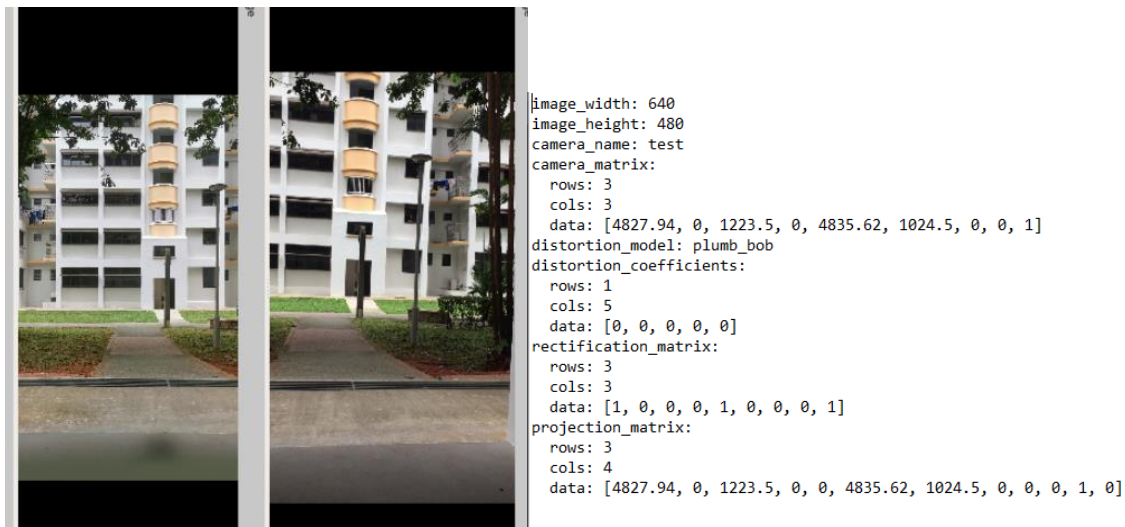 image_width: 640
image_height: 480
camera_name: test
camera_matrix:
  rows: 3
  cols: 3
  data: [4827.94, 0, 1223.5, 0, 4835.62, 1024.5, 0, 0, 1]
distortion_model: plumb_bob
distortion_coefficients:
  rows: 1
  cols: 5
  data: [0, 0, 0, 0, 0]
rectification_matrix:
  rows: 3
  cols: 3
  data: [1, 0, 0, 0, 1, 0, 0, 0, 1]
projection_matrix:
  rows: 3
  cols: 4
  data: [4827.94, 0, 1223.5, 0, 0, 4835.62, 1024.5, 0, 0, 0, 1, 0]